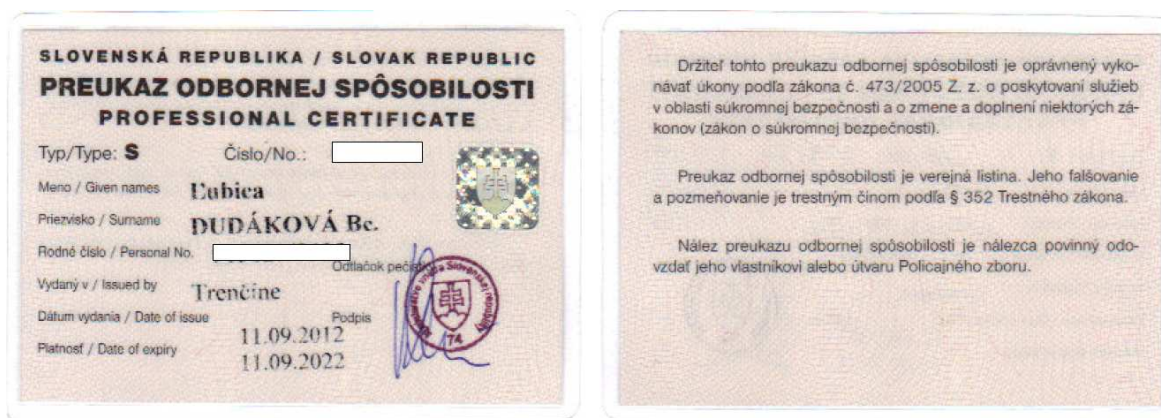 SLOVENSKÁ REPUBLIKA / SLOVAK REPUBLIC
PREUKAZ ODBORNEJ SPÔSOBILOSTI
PROFESSIONAL CERTIFICATE
Typ/Type: S Číslo/No.:
Meno / Given names Ľubica
Priezvisko / Surname DUDÁKOVÁ Bc.
Rodné číslo / Personal No.
Odtlačok pečiatky
Vydaný v / Issued by Trenčíne
Dátum vydania / Date of issue Podpis
11.09.2012
Platnosť / Date of expiry
11.09.2022
74
Držiteľ tohto preukazu odbornej spôsobilosti je oprávnený vyko-
návať úkony podľa zákona č. 473/2005 Z. z. o poskytovaní služieb
v oblasti súkromnej bezpečnosti a o zmene a doplnení niektorých zá-
konov (zákon o súkromnej bezpečnosti).
Preukaz odbornej spôsobilosti je verejná listina. Jeho falšovanie
a pozmeňovanie je trestným činom podľa § 352 Trestného zákona.
Nález preukazu odbornej spôsobilosti je nálezca povinný odo-
vzdať jeho vlastníkovi alebo útvaru Policajného zboru.